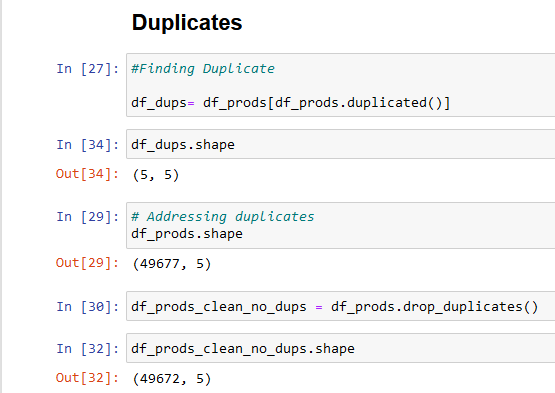 Duplicates
In [27]: #Finding Duplicate
df_dups= df_prods[df_prods.duplicated()]
In [34]: df_dups.shape
Out[34]: (5, 5)
In [29]: # Addressing duplicates
df_prods.shape
Out[29]: (49677, 5)
In [30]: df_prods_clean_no_dups = df_prods.drop_duplicates()
In [32]: df_prods_clean_no_dups.shape
Out[32]: (49672, 5)